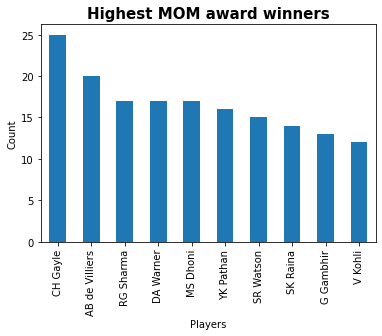 Highest MOM award winners
Count
25
20
15
10
5
0
CH Gayle
AB de Villiers
RG Sharma
DA Warner
MS Dhoni
YK Pathan
SR Watson
SK Raina
G Gambhir
V Kohli
Players